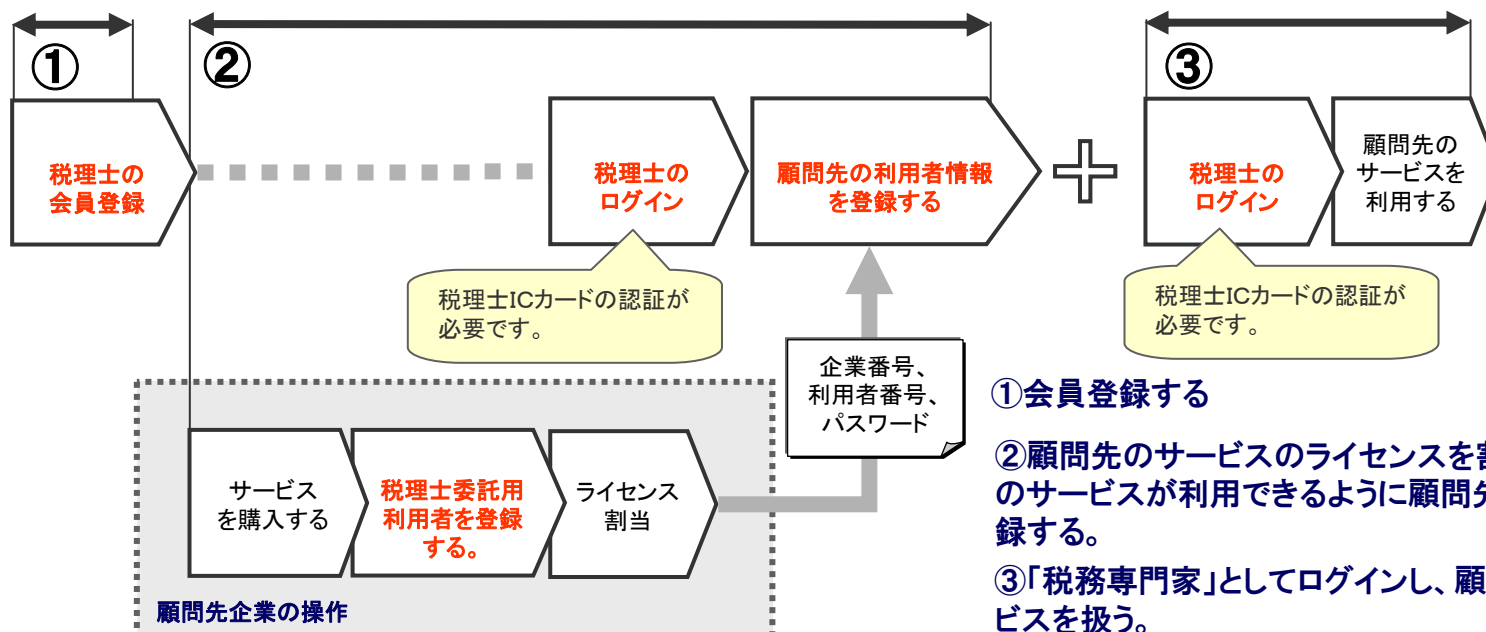 ①
②
③
税理士の
会員登録
税理士の
ログイン
顧問先の利用者情報
を登録する
税理士の
ログイン
顧問先の
サービスを
利用する
税理士ICカードの認証が
必要です。
税理士ICカードの認証が
必要です。
企業番号、
利用者番号、
パスワード
サービス
を購入する
税理士委託用
利用者を登録
する。
ライセンス
割当
顧問先企業の操作
①会員登録する
②顧問先のサービスのライセンスを割
のサービスが利用できるように顧問先
録する。
③「税務専門家」としてログインし、顧
ビスを扱う。